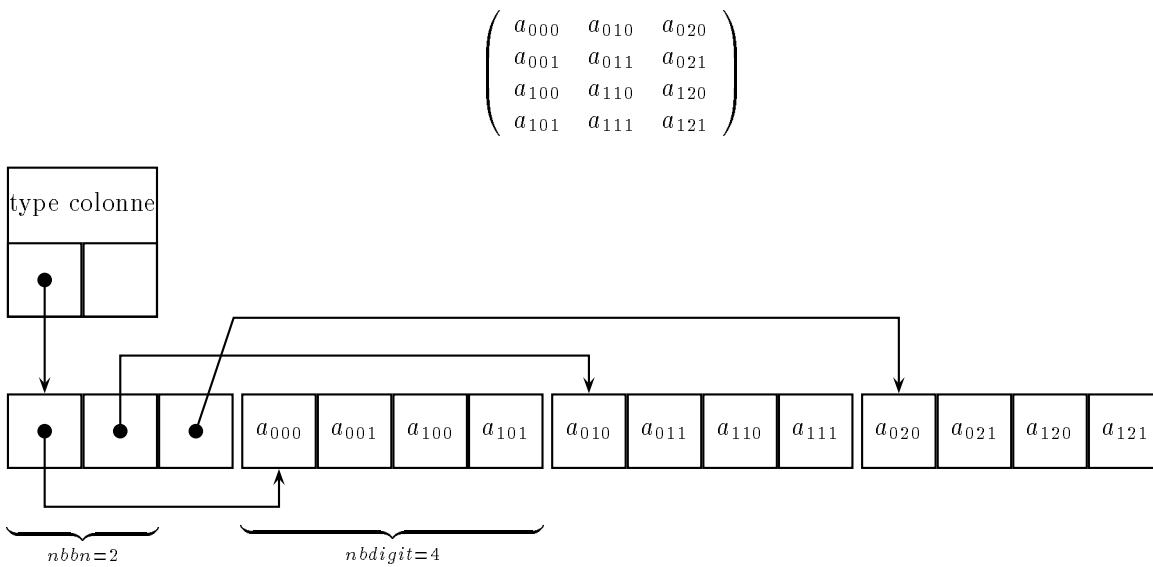 a000 a010 a020
a001 a011 a021
a100 a110 a120
a101 a111 a121
type colonne
a000 a001 a100 a101 a010 a011 a110 a111 a020 a021 a120 a121
nbbn=2 nbdigit=4